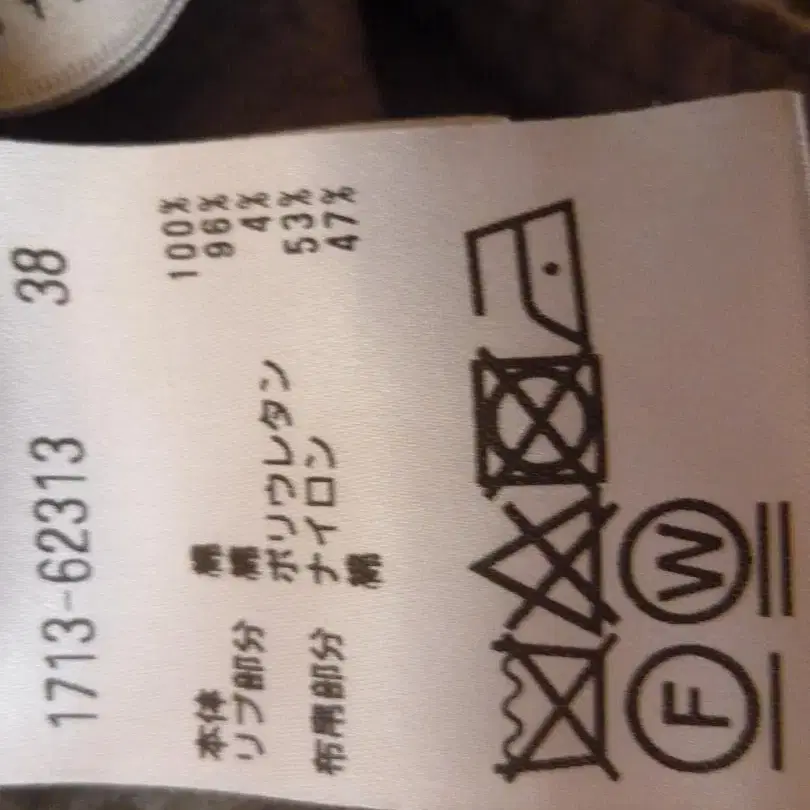 1713-62313 38
本体 綿 100%
リブ部分 綿 96%
ポリウレタン 4%
布帛部分 ナイロン 53%
綿 47%
F W